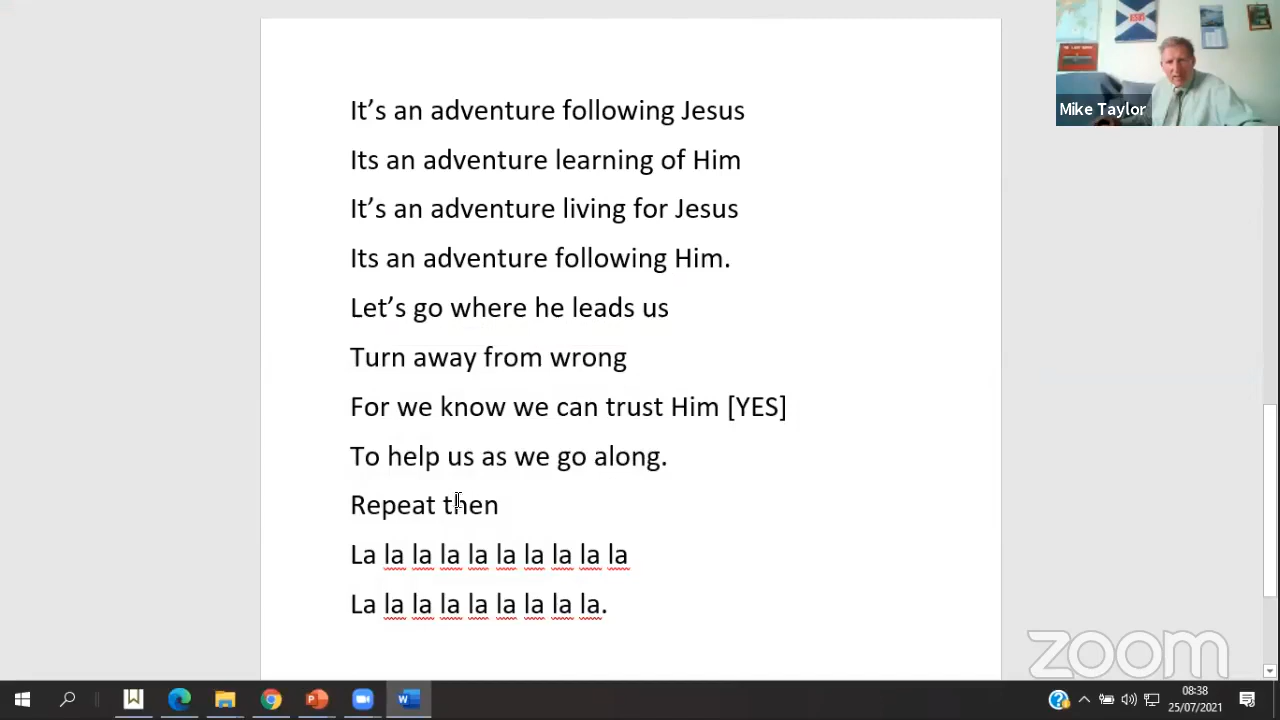 It's an adventure following Jesus
Its an adventure learning of Him
It's an adventure living for Jesus
Its an adventure following Him.
Let's go where he leads us
Turn away from wrong
For we know we can trust Him [YES]
To help us as we go along.
Repeat then
La la la la la la la la la la
La la la la la la la la la.
Mike Taylor
zoom
08:38
25/07/2021